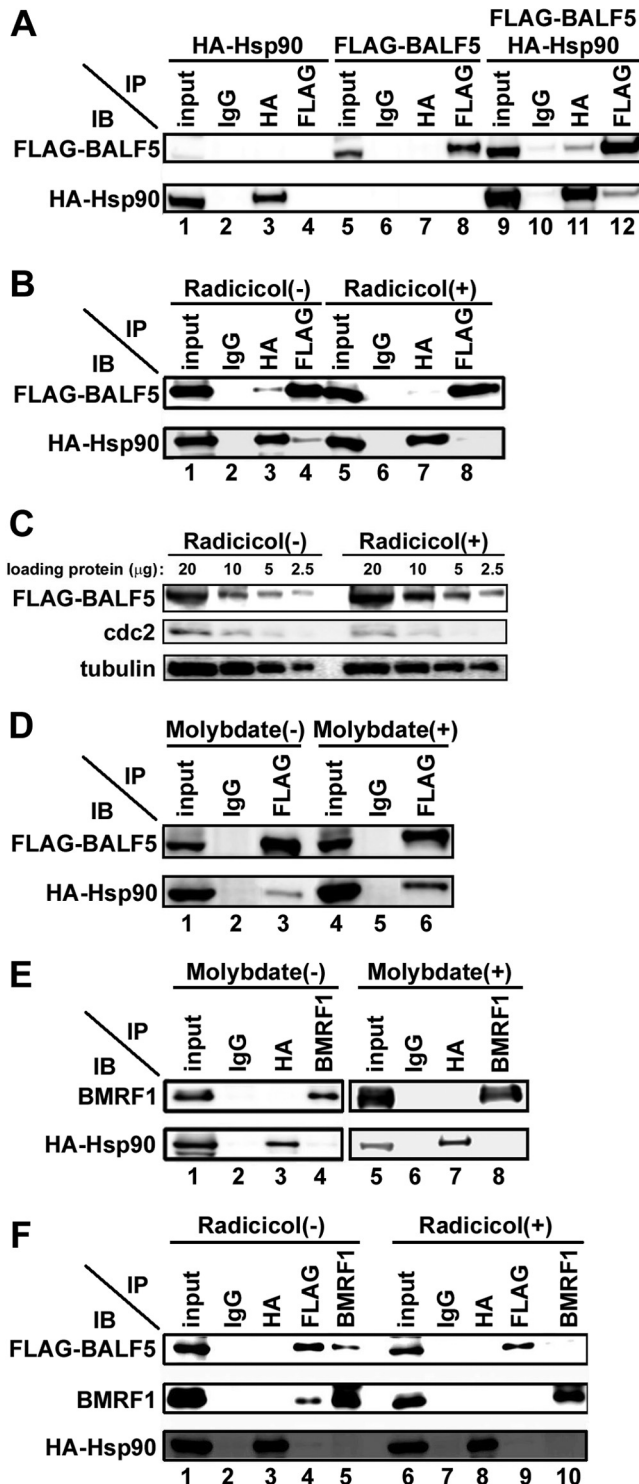 A
FLAG-BALF5
HA-Hsp90 FLAG-BALF5 HA-Hsp90
IP
IB
input IgG HA FLAG input IgG HA FLAG input IgG HA FLAG
FLAG-BALF5
HA-Hsp90
1 2 3 4 5 6 7 8 9 10 11 12
B
Radicicol(-) Radicicol(+)
IP
IB
input IgG HA FLAG input IgG HA FLAG
FLAG-BALF5
HA-Hsp90
1 2 3 4 5 6 7 8
C
Radicicol(-) Radicicol(+)
loading protein (µg): 20 10 5 2.5 20 10 5 2.5
FLAG-BALF5
cdc2
tubulin
D
Molybdate(-) Molybdate(+)
IP
IB
input IgG FLAG input IgG FLAG
FLAG-BALF5
HA-Hsp90
1 2 3 4 5 6
E
Molybdate(-) Molybdate(+)
IP
IB
input IgG HA BMRF1 input IgG HA BMRF1
BMRF1
HA-Hsp90
1 2 3 4 5 6 7 8
F
Radicicol(-) Radicicol(+)
IP
IB
input IgG HA FLAG BMRF1 input IgG HA FLAG BMRF1
FLAG-BALF5
BMRF1
HA-Hsp90
1 2 3 4 5 6 7 8 9 10